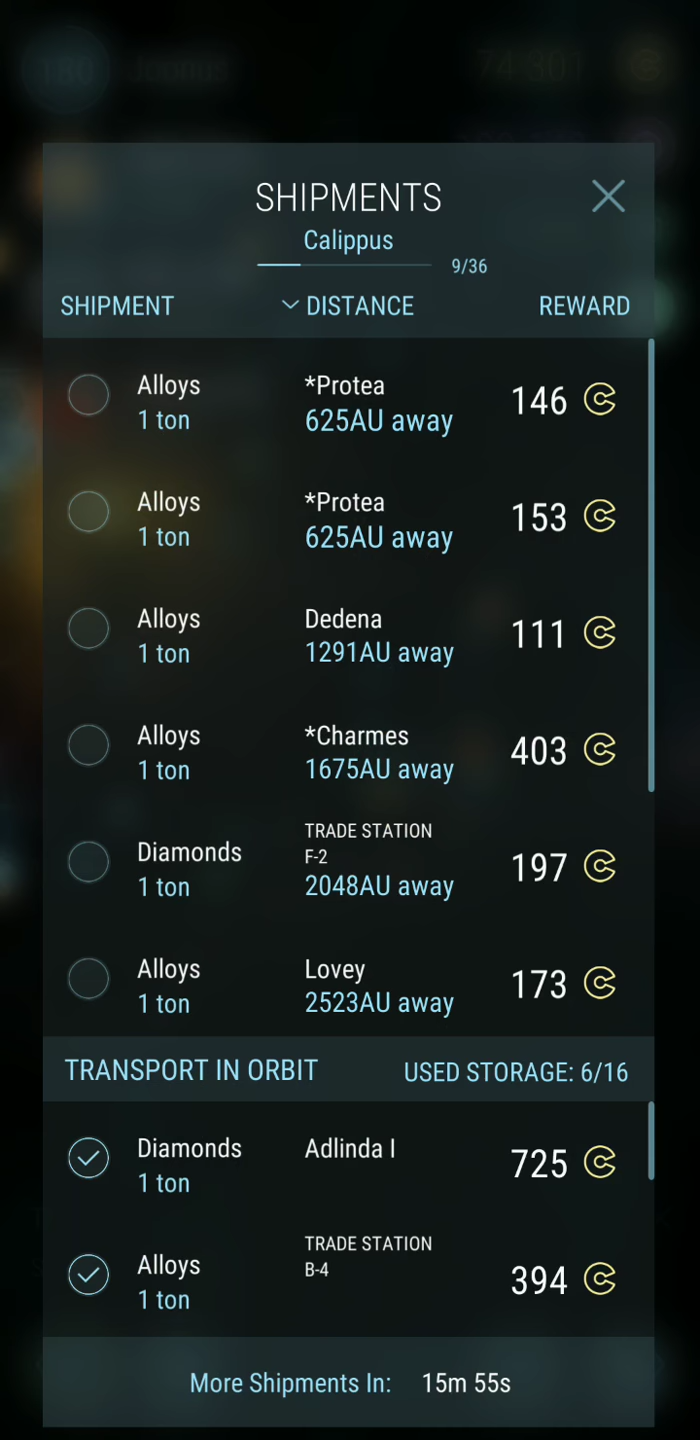 SHIPMENTS
Calippus
9/36
SHIPMENT DISTANCE REWARD
Alloys *Protea 146
1 ton 625AU away
Alloys *Protea 153
1 ton 625AU away
Alloys Dedena 111
1 ton 1291AU away
Alloys *Charmes 403
1 ton 1675AU away
TRADE STATION
Diamonds F-2 197
1 ton 2048AU away
Alloys Lovey 173
1 ton 2523AU away
TRANSPORT IN ORBIT USED STORAGE: 6/16
Diamonds Adlinda I 725
1 ton
TRADE STATION
Alloys B-4 394
1 ton
More Shipments In: 15m 55s